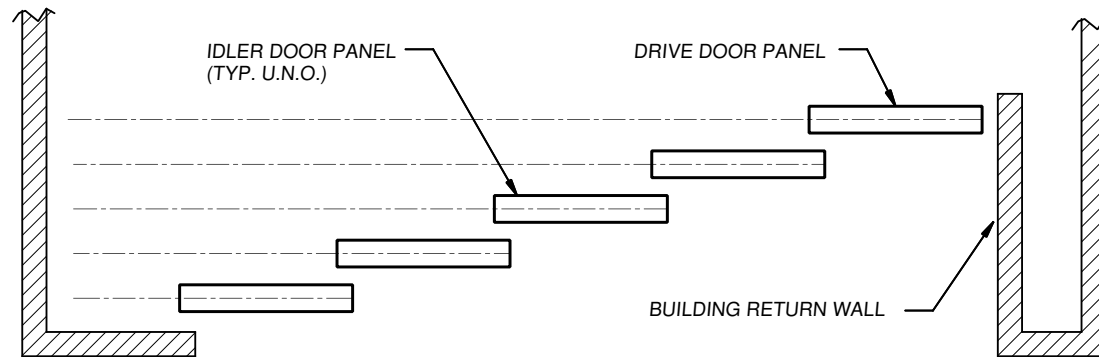 IDLER DOOR PANEL
(TYP. U.N.O.)
DRIVE DOOR PANEL
BUILDING RETURN WALL